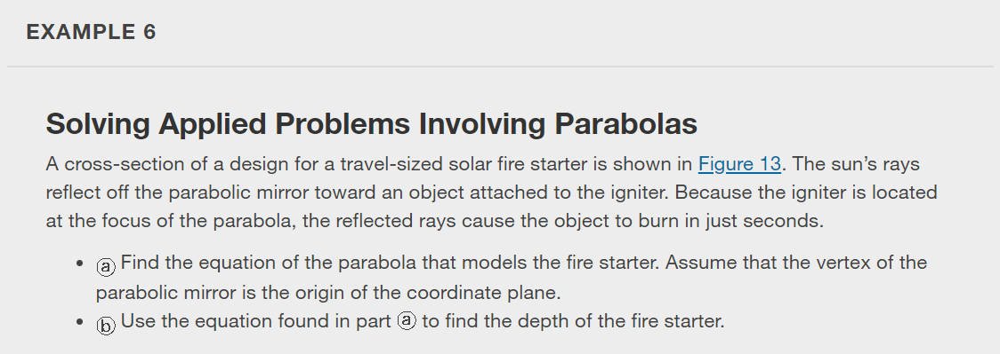 EXAMPLE 6
Solving Applied Problems Involving Parabolas
A cross-section of a design for a travel-sized solar fire starter is shown in Figure 13. The sun’s rays
reflect off the parabolic mirror toward an object attached to the igniter. Because the igniter is located
at the focus of the parabola, the reflected rays cause the object to burn in just seconds.
• ⓐ Find the equation of the parabola that models the fire starter. Assume that the vertex of the
parabolic mirror is the origin of the coordinate plane.
• ⓑ Use the equation found in part ⓐ to find the depth of the fire starter.